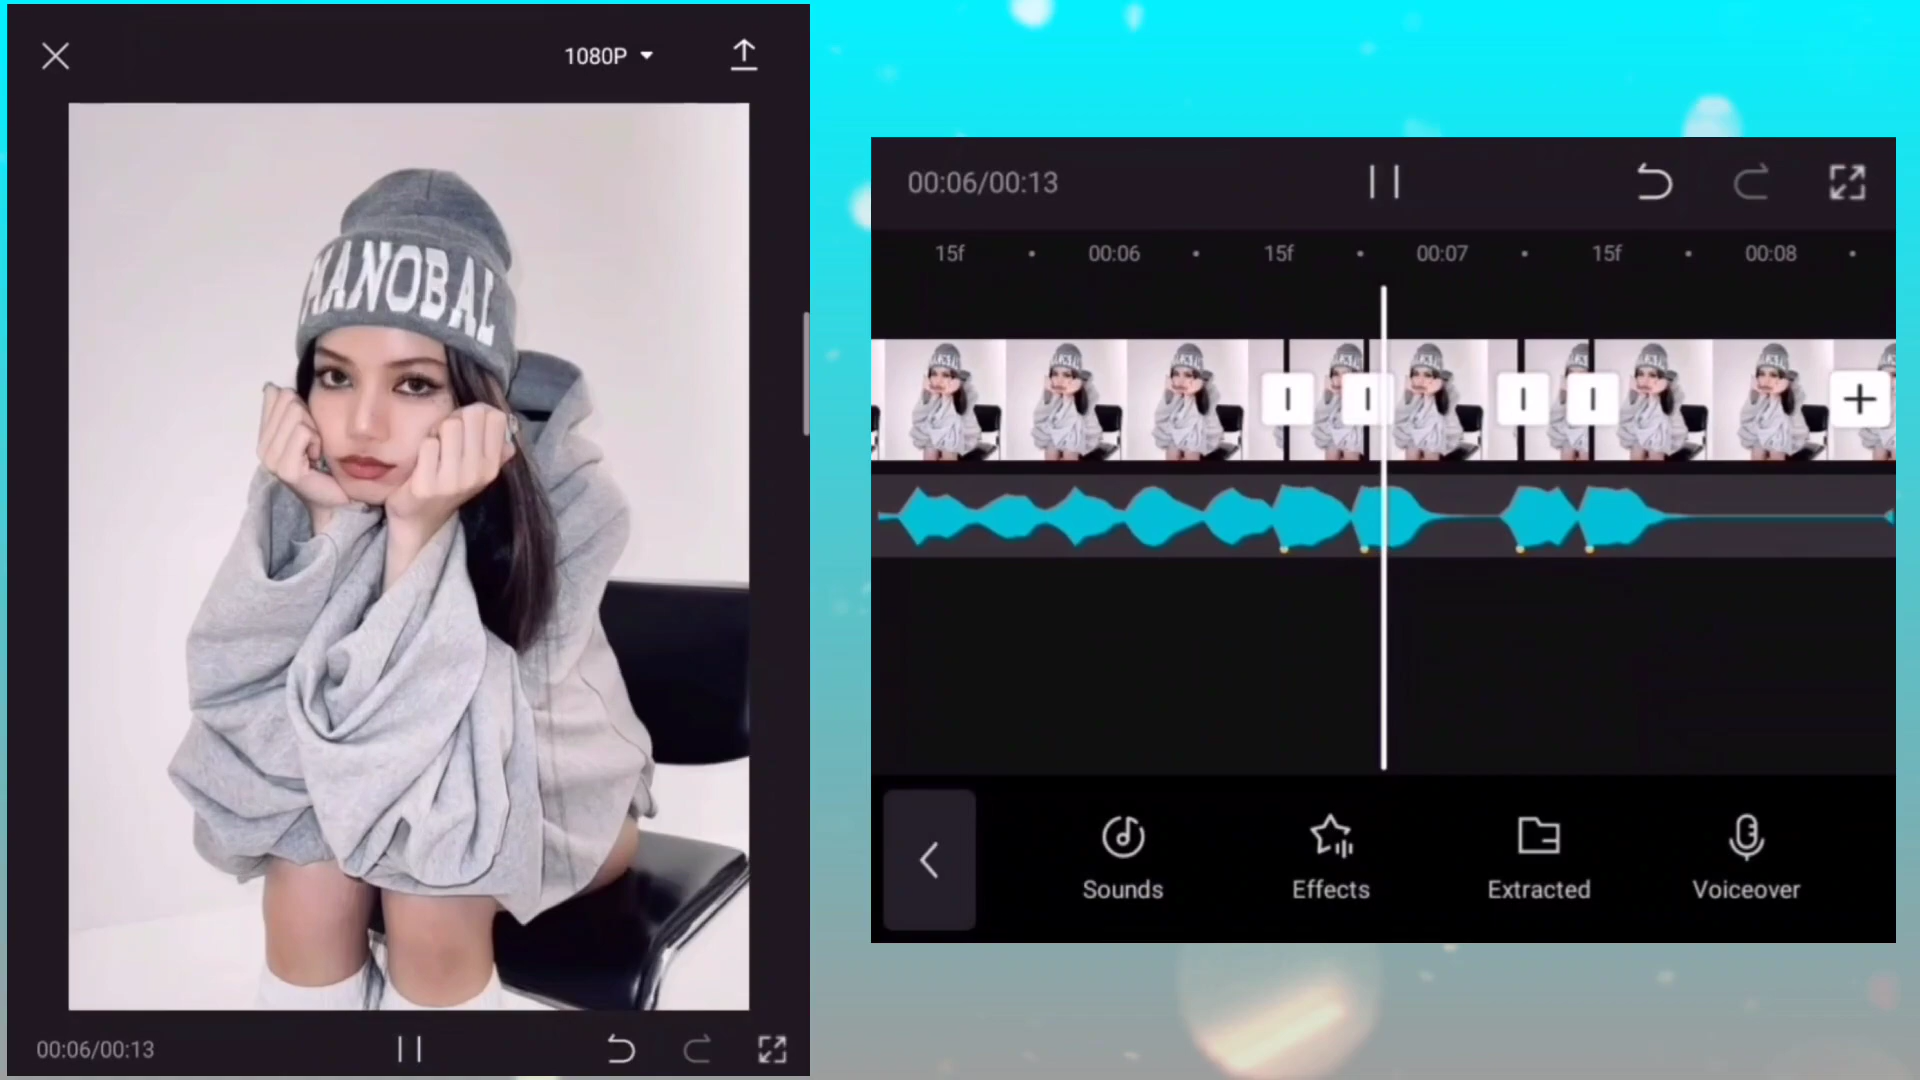 1080P
MANOBAL
00:06/00:13
00:06/00:13
15f 00:06 15f 00:07 15f 00:08
Sounds Effects Extracted Voiceover